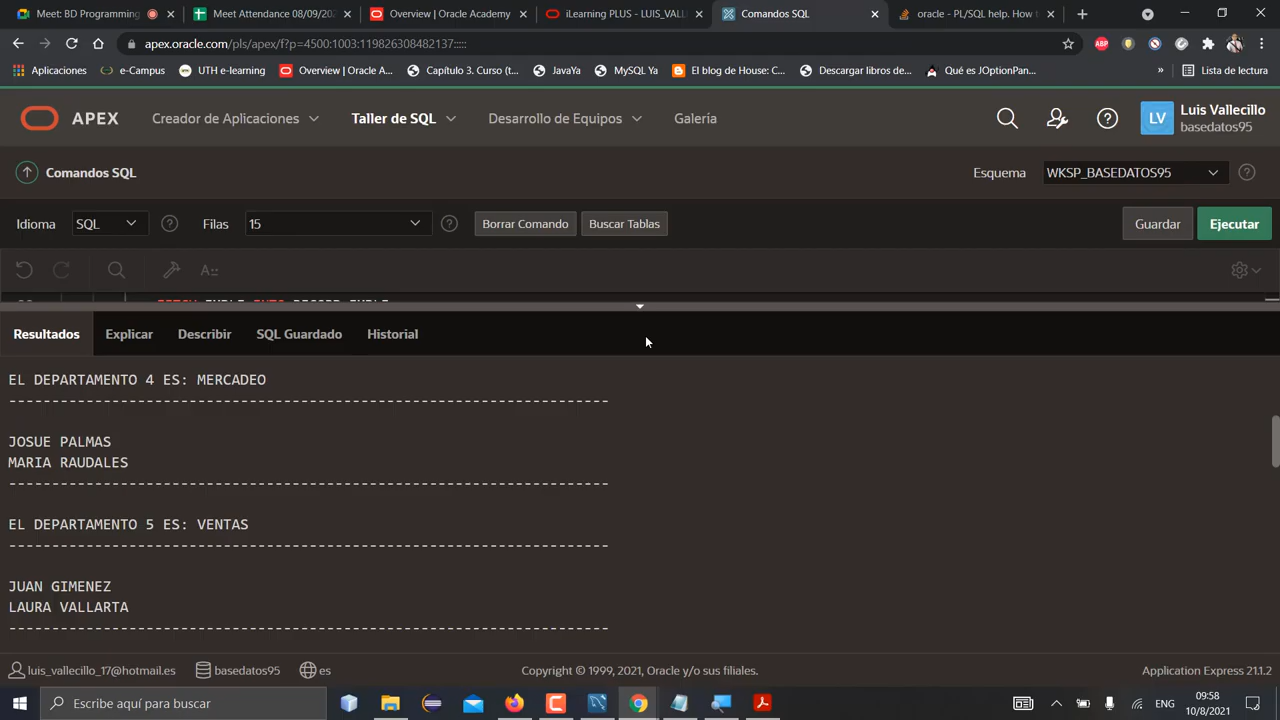 Meet: BD Programming
Meet Attendance 08/09/202
Overview | Oracle Academy
iLearning PLUS - LUIS_VALL
Comandos SQL
oracle - PL/SQL help. How t
apex.oracle.com/pls/apex/f?p=4500:1003:119826308482137:::::
Aplicaciones
e-Campus
UTH e-learning
Overview | Oracle A...
Capítulo 3. Curso (t...
JavaYa
MySQL Ya
El blog de House: C...
Descargar libros de...
Qué es JOptionPan...
»
Lista de lectura
APEX
Creador de Aplicaciones
Taller de SQL
Desarrollo de Equipos
Galería
LV
Luis Vallecillo
basedatos95
Comandos SQL
Esquema
WKSP_BASEDATOS95
Idioma
SQL
Filas
15
Borrar Comando
Buscar Tablas
Guardar
Ejecutar
Resultados
Explicar
Describir
SQL Guardado
Historial
EL DEPARTAMENTO 4 ES: MERCADEO
----------------------------------------------------------------------
JOSUE PALMAS
MARIA RAUDALES
----------------------------------------------------------------------
EL DEPARTAMENTO 5 ES: VENTAS
----------------------------------------------------------------------
JUAN GIMENEZ
LAURA VALLARTA
----------------------------------------------------------------------
luis_vallecillo_17@hotmail.es
basedatos95
es
Copyright © 1999, 2021, Oracle y/o sus filiales.
Application Express 21.1.2
Escribe aquí para buscar
ENG
09:58
10/8/2021